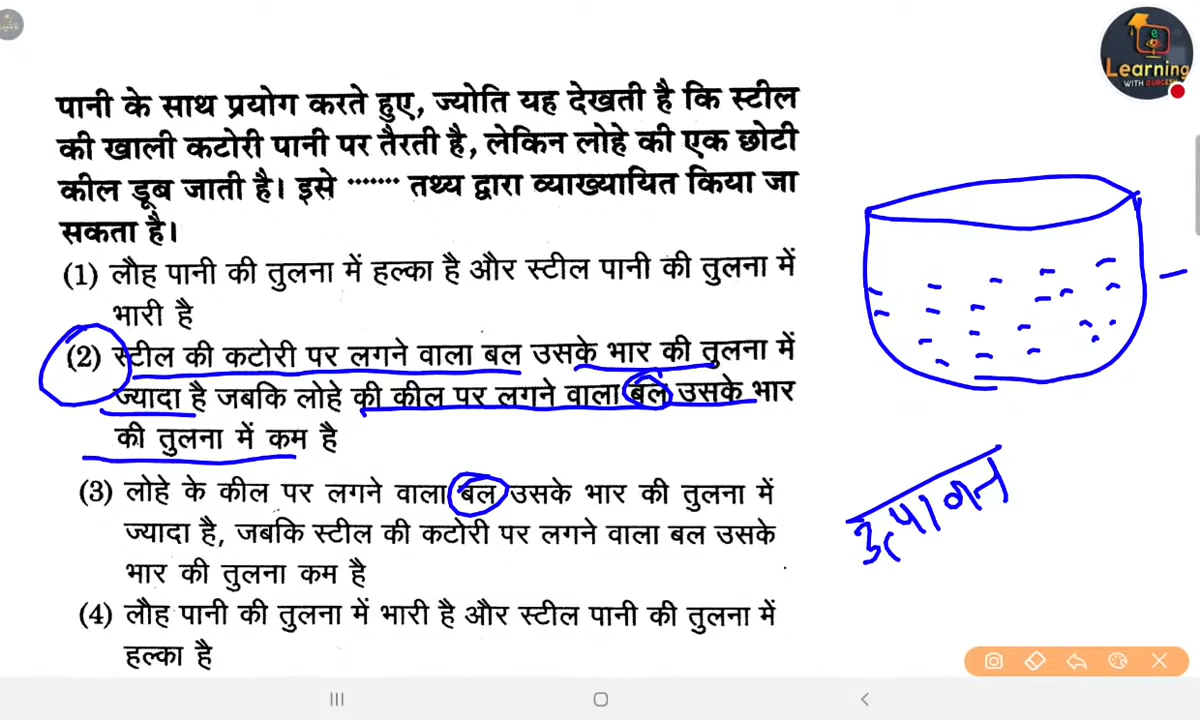 e
Learning
WITH DURGESH
पानी के साथ प्रयोग करते हुए, ज्योति यह देखती है कि स्टील
की खाली कटोरी पानी पर तैरती है, लेकिन लोहे की एक छोटी
कील डूब जाती है। इसे ······· तथ्य द्वारा व्याख्यायित किया जा
सकता है।
(1) लौह पानी की तुलना में हल्का है और स्टील पानी की तुलना में
भारी है
(2) स्टील की कटोरी पर लगने वाला बल उसके भार की तुलना में
ज्यादा है जबकि लोहे की कील पर लगने वाला बल उसके भार
की तुलना में कम है
(3) लोहे के कील पर लगने वाला बल उसके भार की तुलना में
ज्यादा है, जबकि स्टील की कटोरी पर लगने वाला बल उसके
भार की तुलना कम है
(4) लौह पानी की तुलना में भारी है और स्टील पानी की तुलना में
हल्का है